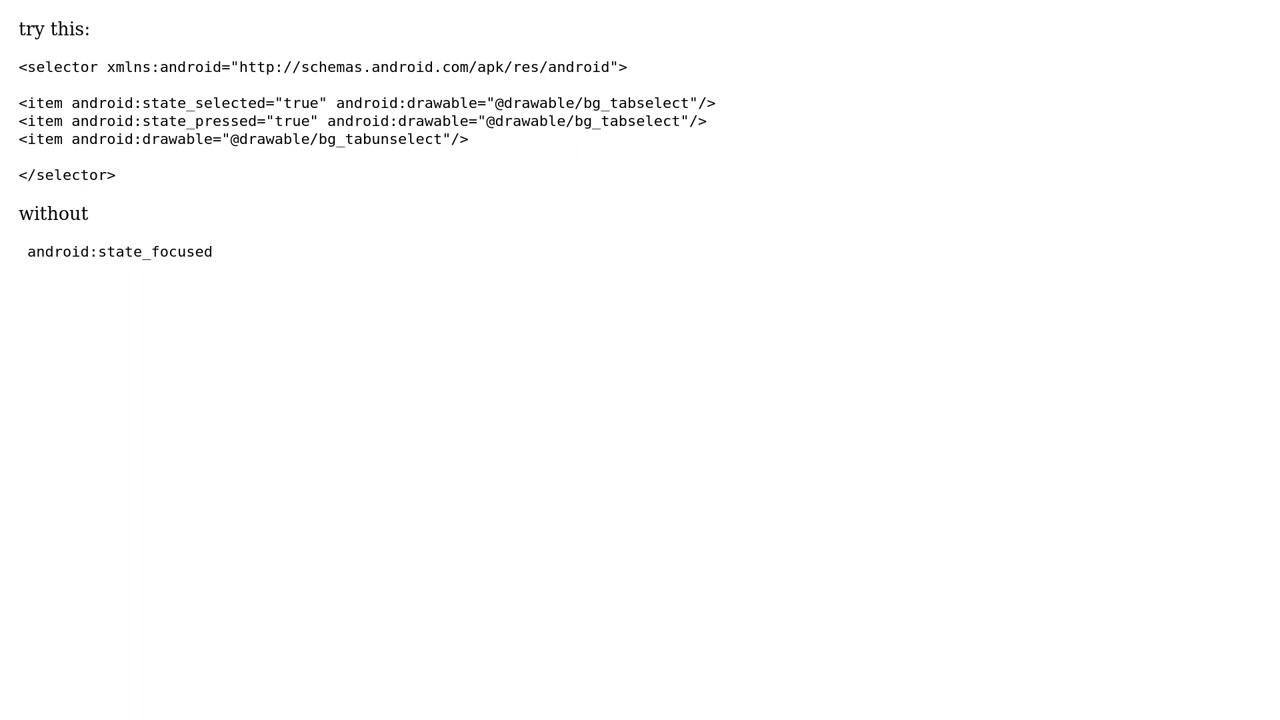 try this:
<selector xmlns:android="http://schemas.android.com/apk/res/android">
<item android:state_selected="true" android:drawable="@drawable/bg_tabselect"/>
<item android:state_pressed="true" android:drawable="@drawable/bg_tabselect"/>
<item android:drawable="@drawable/bg_tabunselect"/>
</selector>
without
android:state_focused